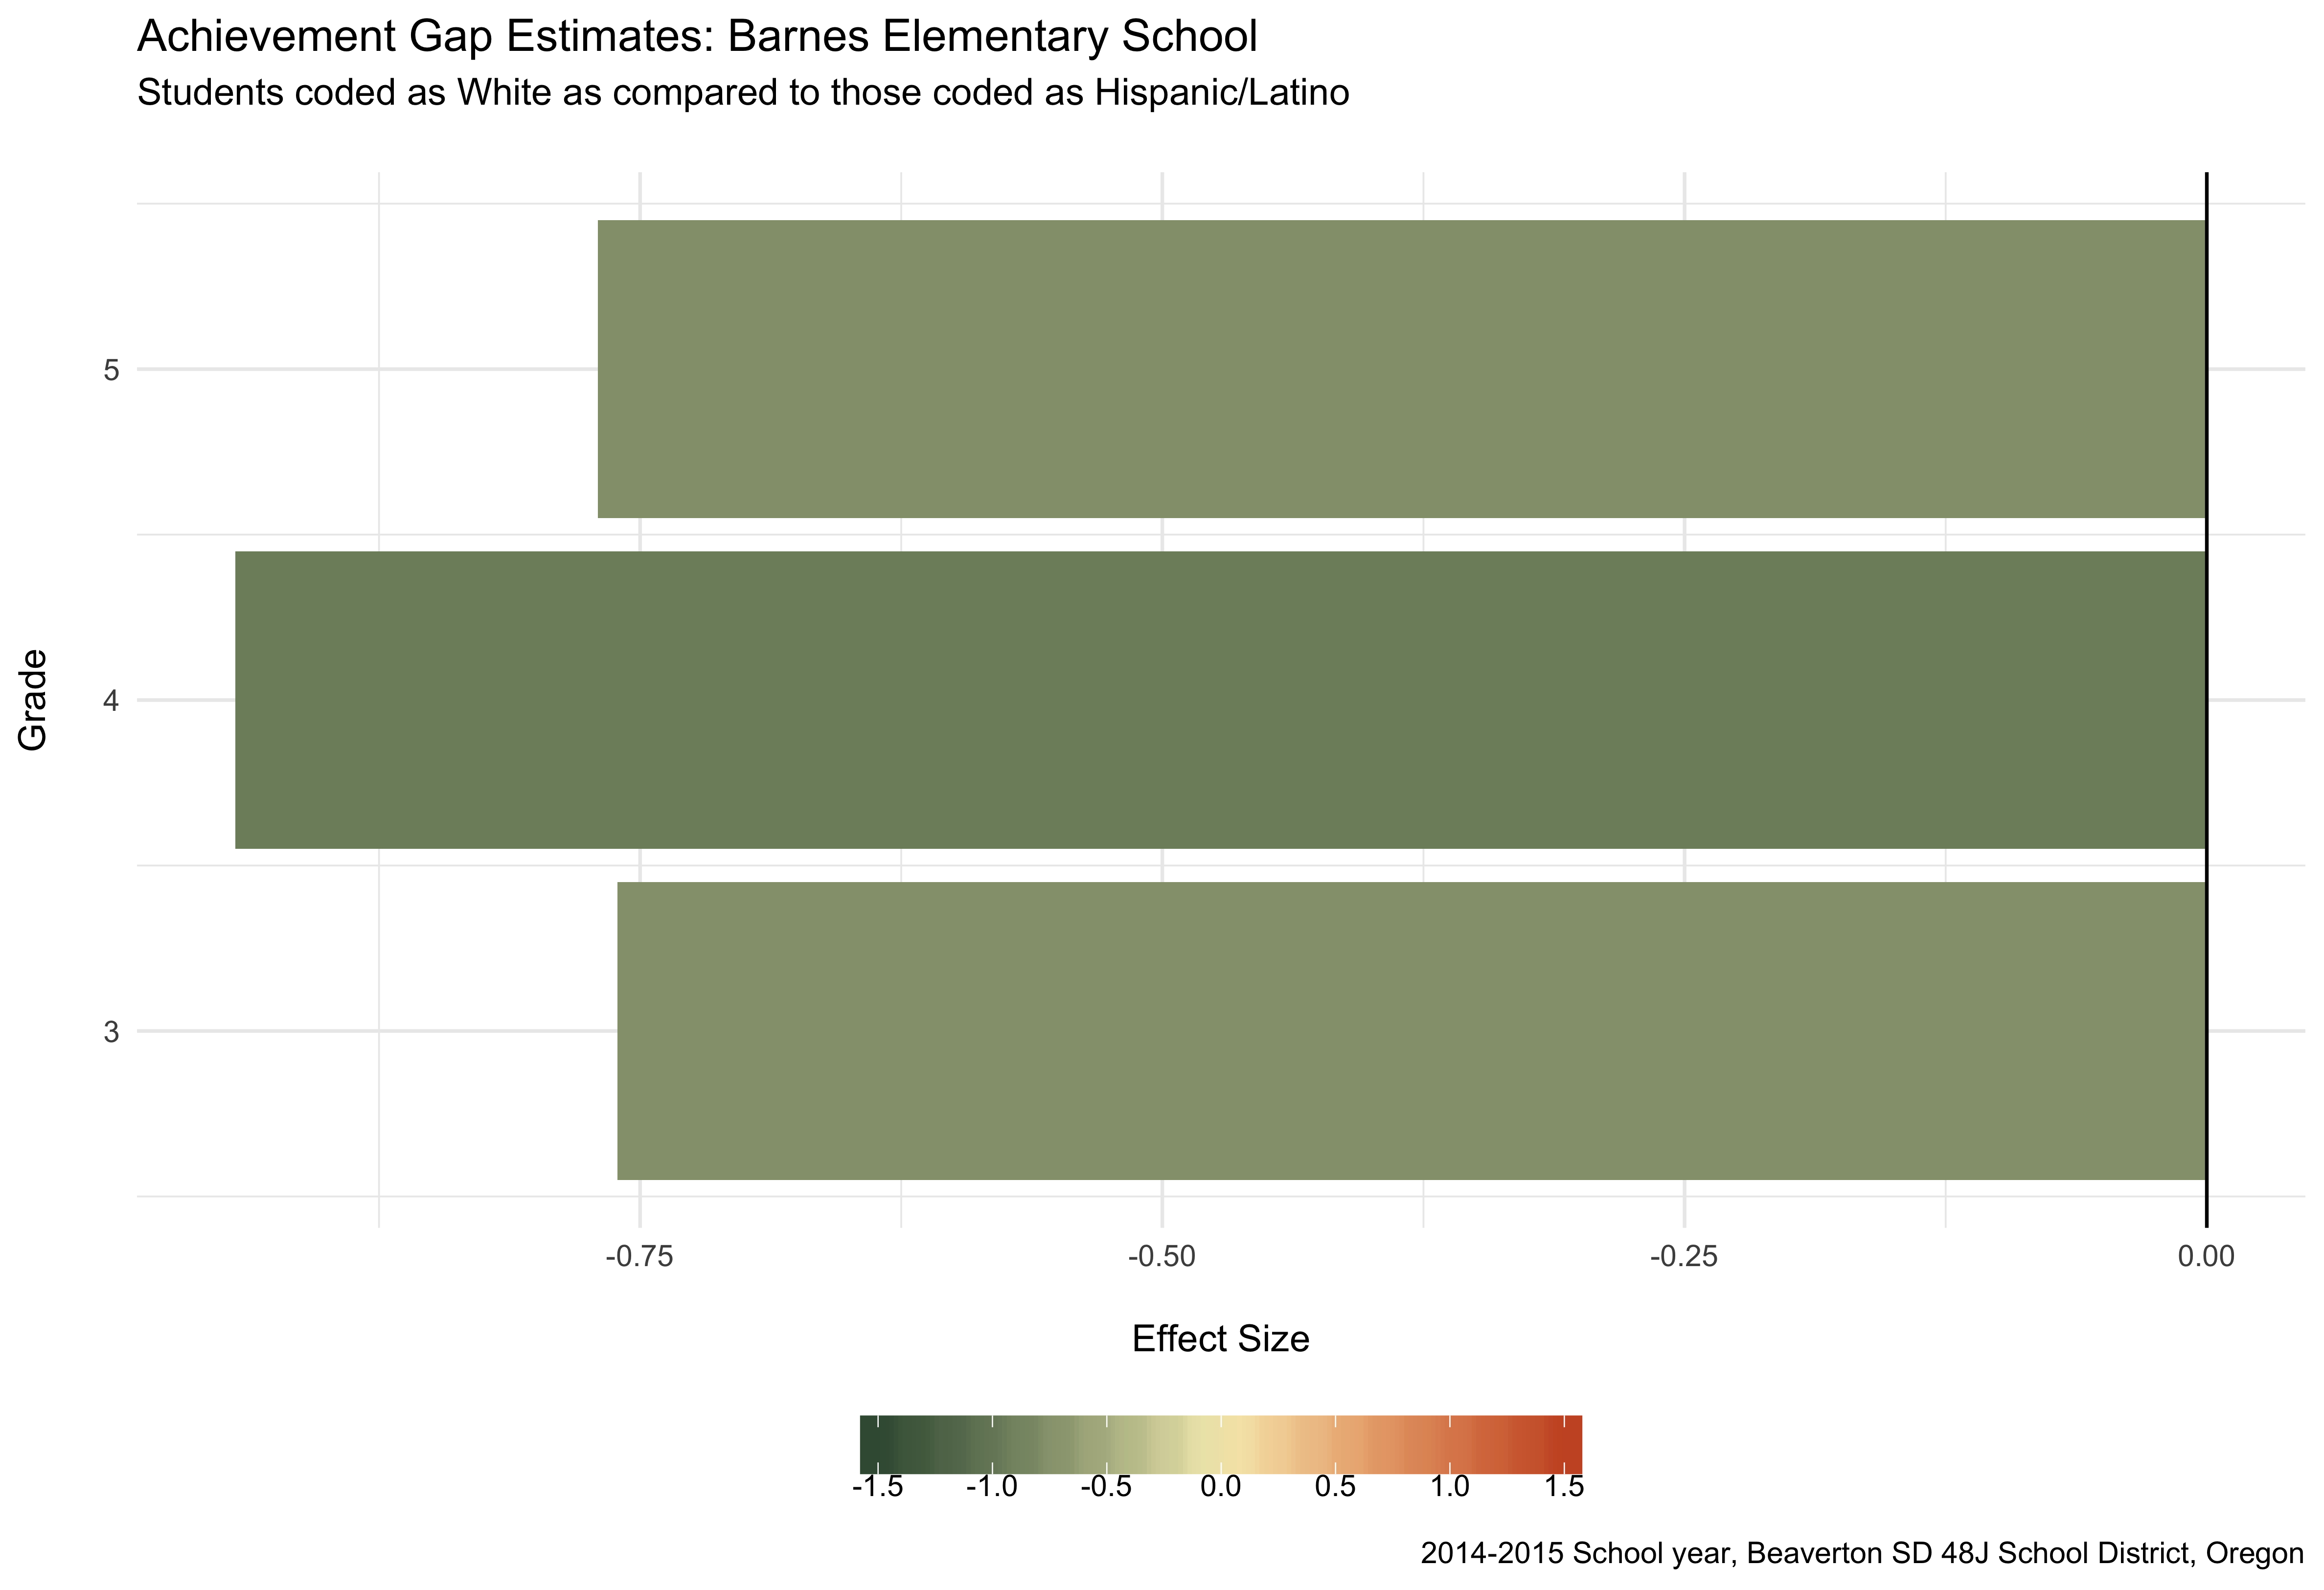 Achievement Gap Estimates: Barnes Elementary School
Students coded as White as compared to those coded as Hispanic/Latino
5
4
3
Grade
-0.75 -0.50 -0.25 0.00
Effect Size
-1.5 -1.0 -0.5 0.0 0.5 1.0 1.5
2014-2015 School year, Beaverton SD 48J School District, Oregon